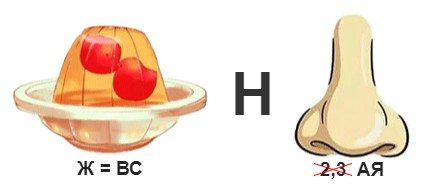 Н
Ж = ВС
2,3 АЯ